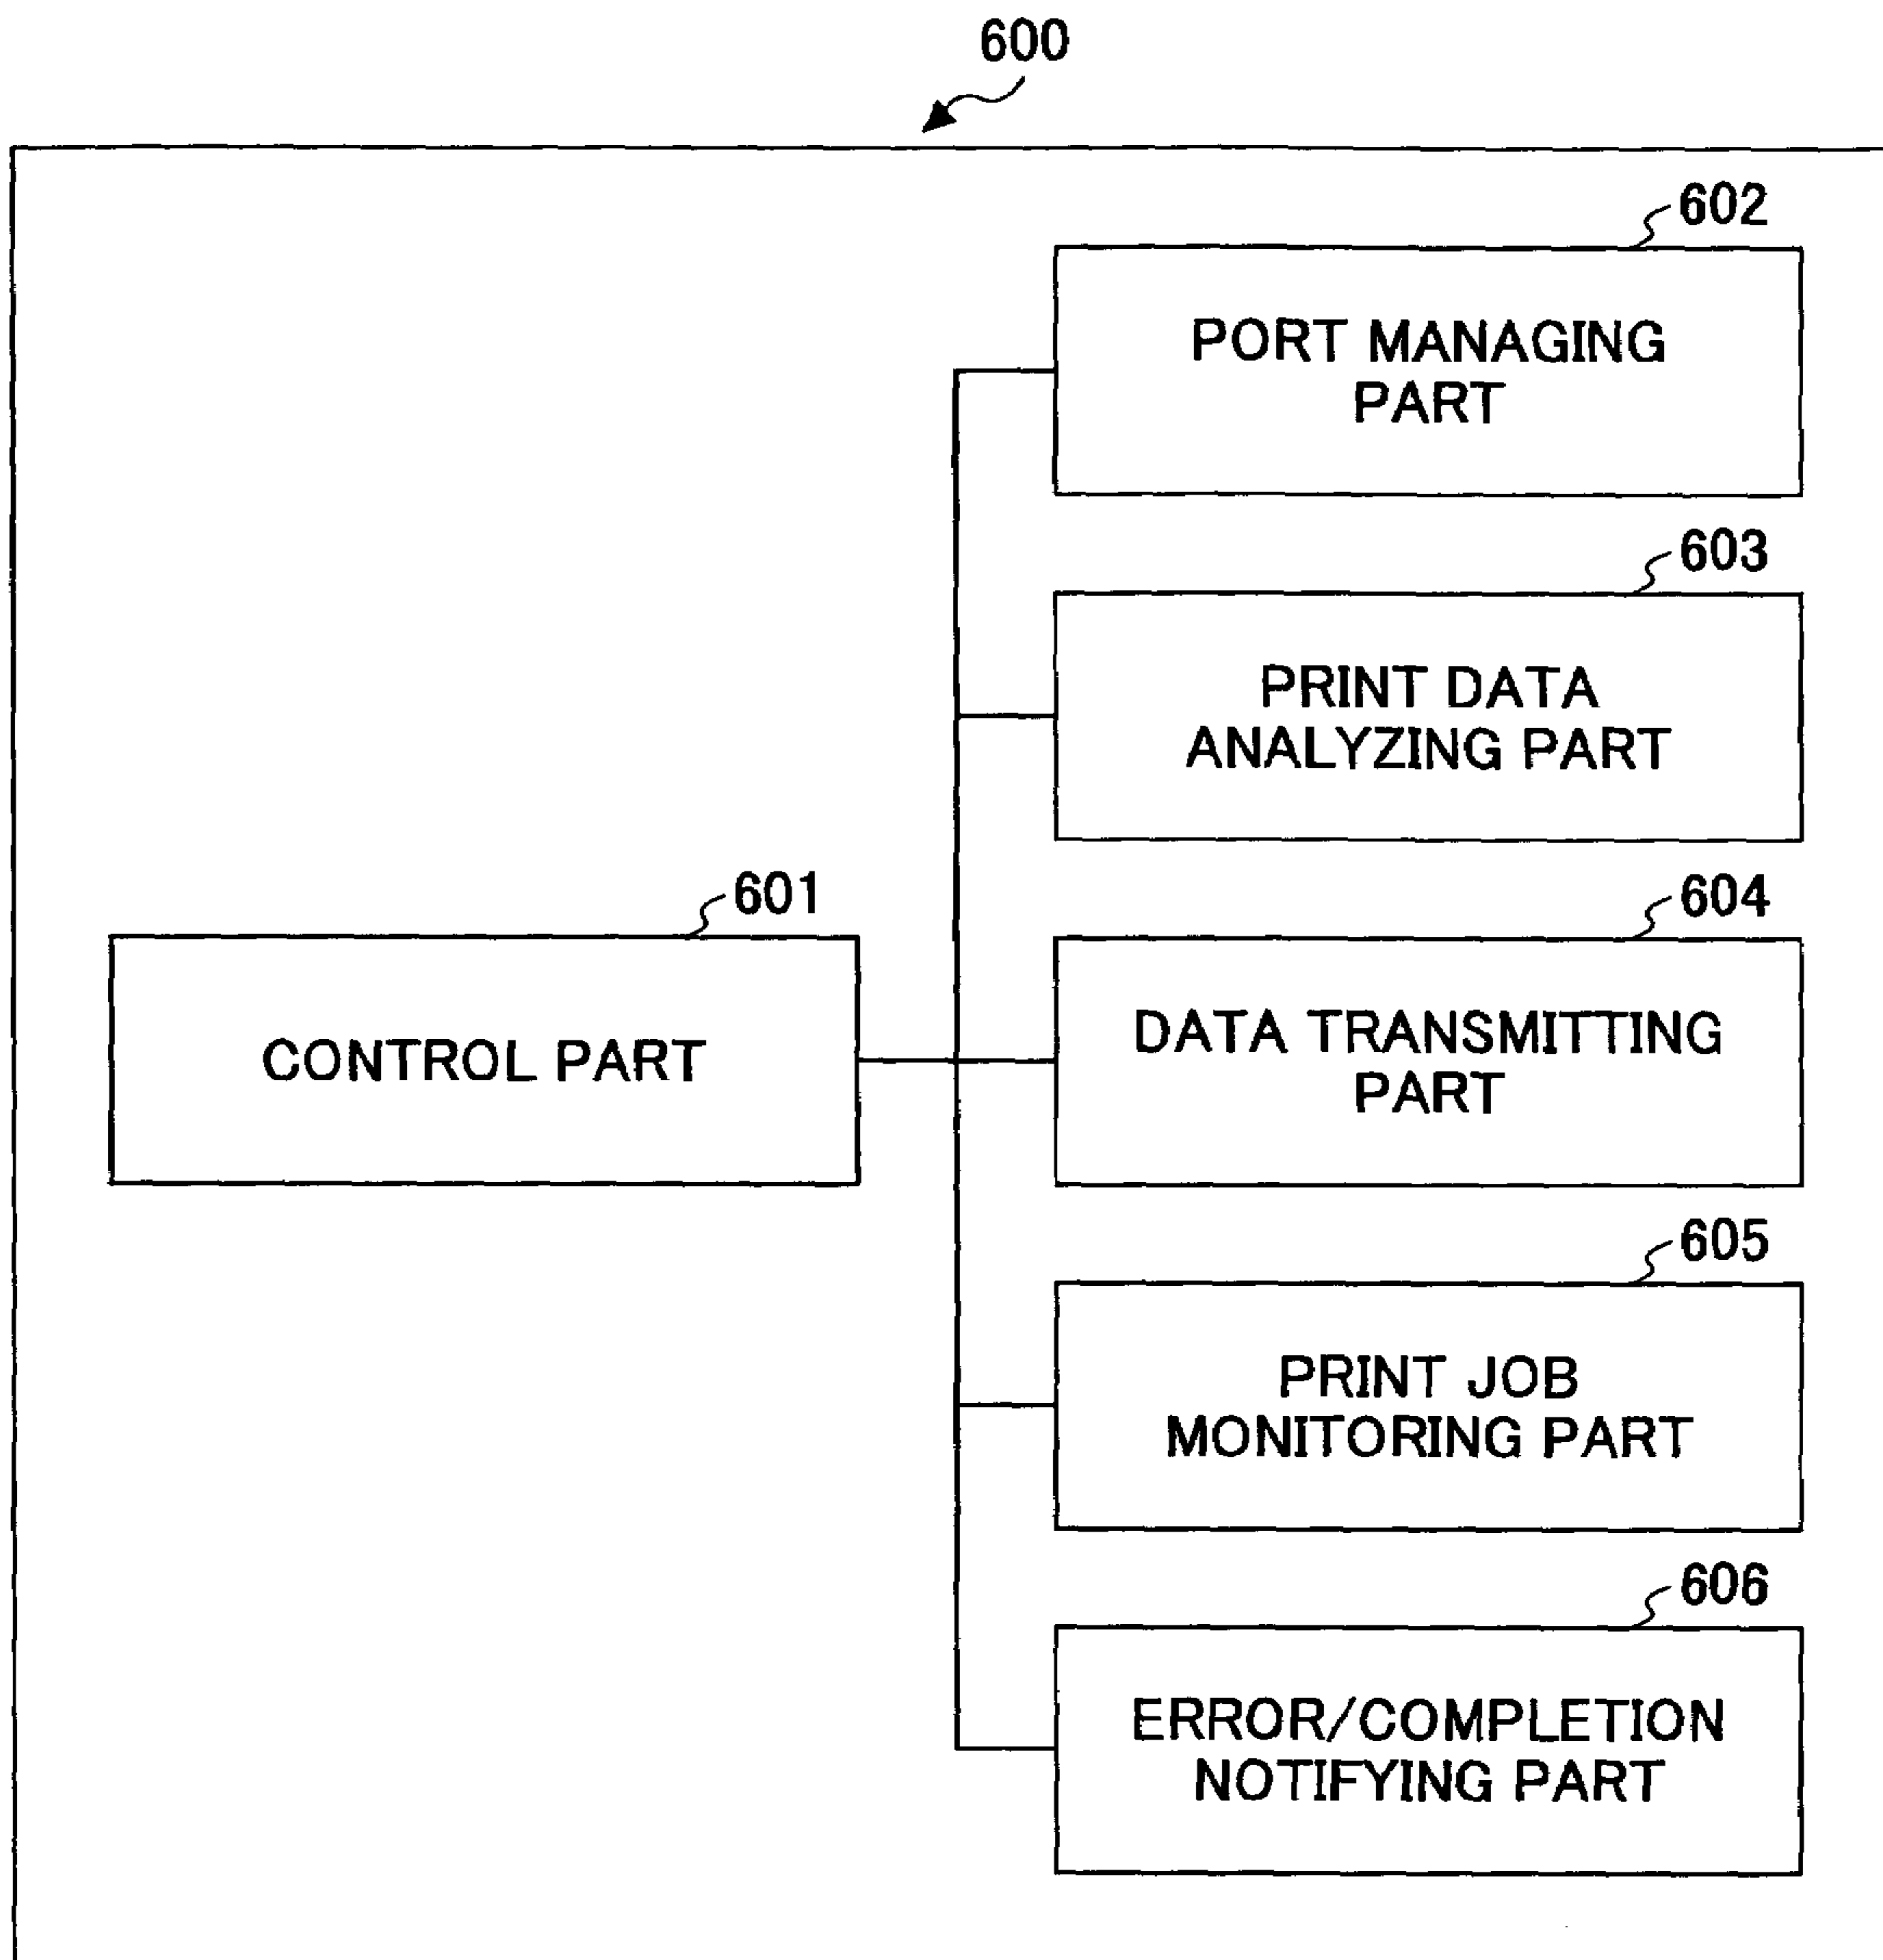 600
602
PORT MANAGING
PART
603
PRINT DATA
ANALYZING PART
601
CONTROL PART
604
DATA TRANSMITTING
PART
605
PRINT JOB
MONITORING PART
606
ERROR/COMPLETION
NOTIFYING PART